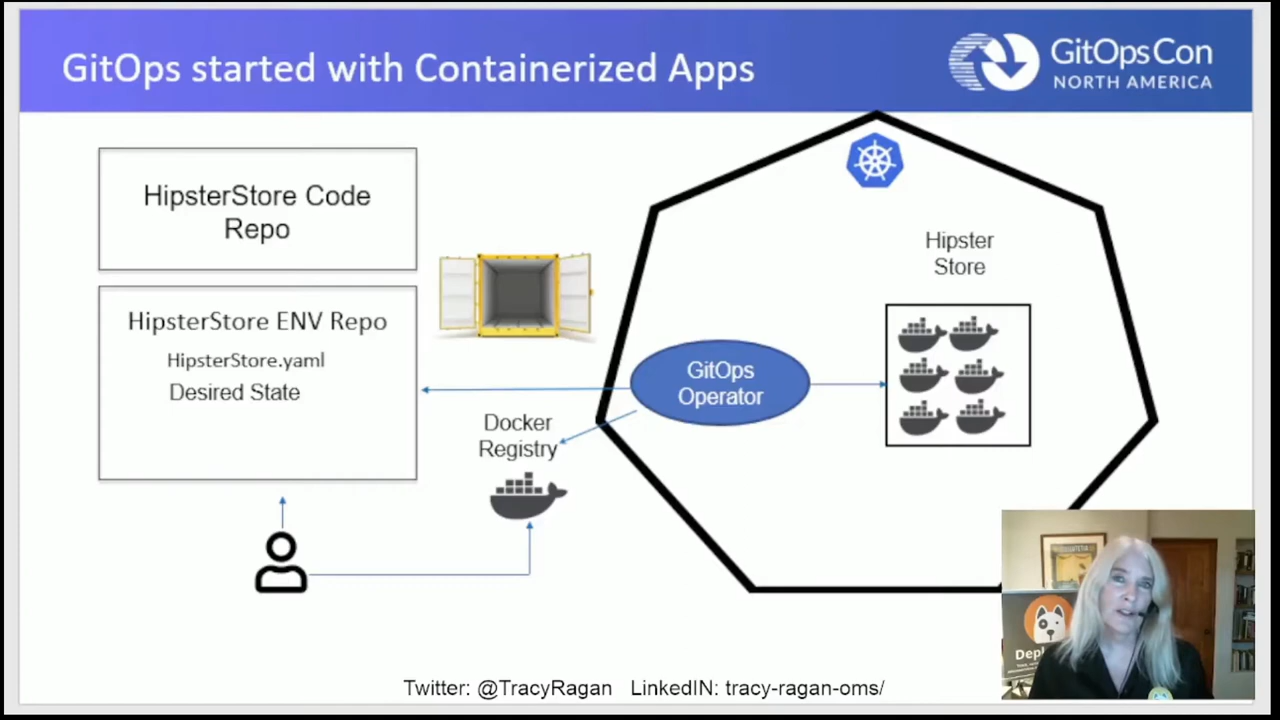 GitOps started with Containerized Apps
GitOpsCon
NORTH AMERICA
HipsterStore Code
Repo
HipsterStore ENV Repo
HipsterStore.yaml
Desired State
Docker
Registry
GitOps
Operator
Hipster
Store
Twitter: @TracyRagan LinkedIN: tracy-ragan-oms/